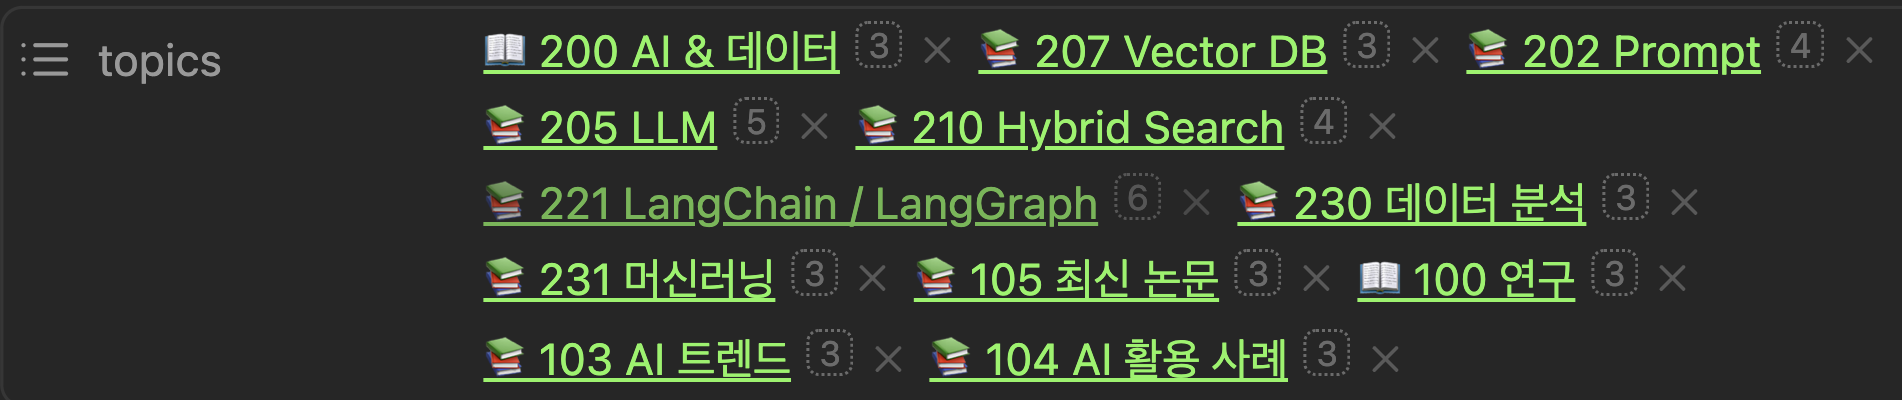 topics
📖 200 AI & 데이터 3 × 📚 207 Vector DB 3 × 📚 202 Prompt 4 ×
📚 205 LLM 5 × 📚 210 Hybrid Search 4 ×
📚 221 LangChain / LangGraph 6 × 📚 230 데이터 분석 3 ×
📚 231 머신러닝 3 × 📚 105 최신 논문 3 × 📖 100 연구 3 ×
📚 103 AI 트렌드 3 × 📚 104 AI 활용 사례 3 ×